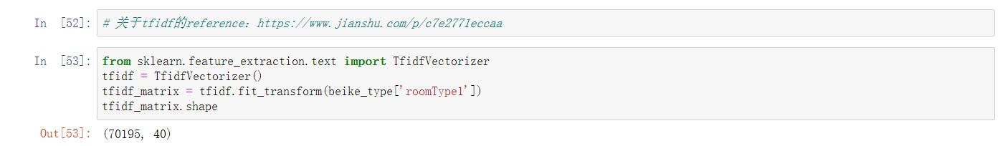 In [52]: # 关于tfidf的reference: https://www.jianshu.com/p/c7e2771eccaa
In [53]: from sklearn.feature_extraction.text import TfidfVectorizer
tfidf = TfidfVectorizer()
tfidf_matrix = tfidf.fit_transform(beike_type['roomType1'])
tfidf_matrix.shape
Out[53]: (70195, 40)